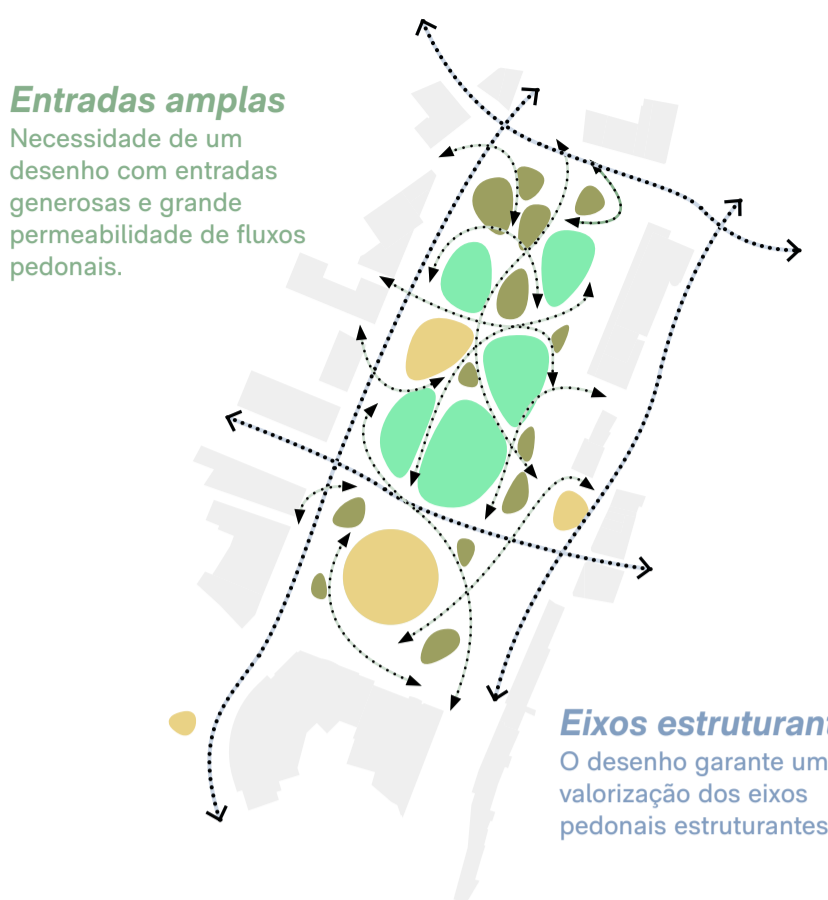 Entradas amplas
Necessidade de um
desenho com entradas
generosas e grande
permeabilidade de fluxos
pedonais.
Eixos estruturant
O desenho garante um
valorização dos eixos
pedonais estruturantes